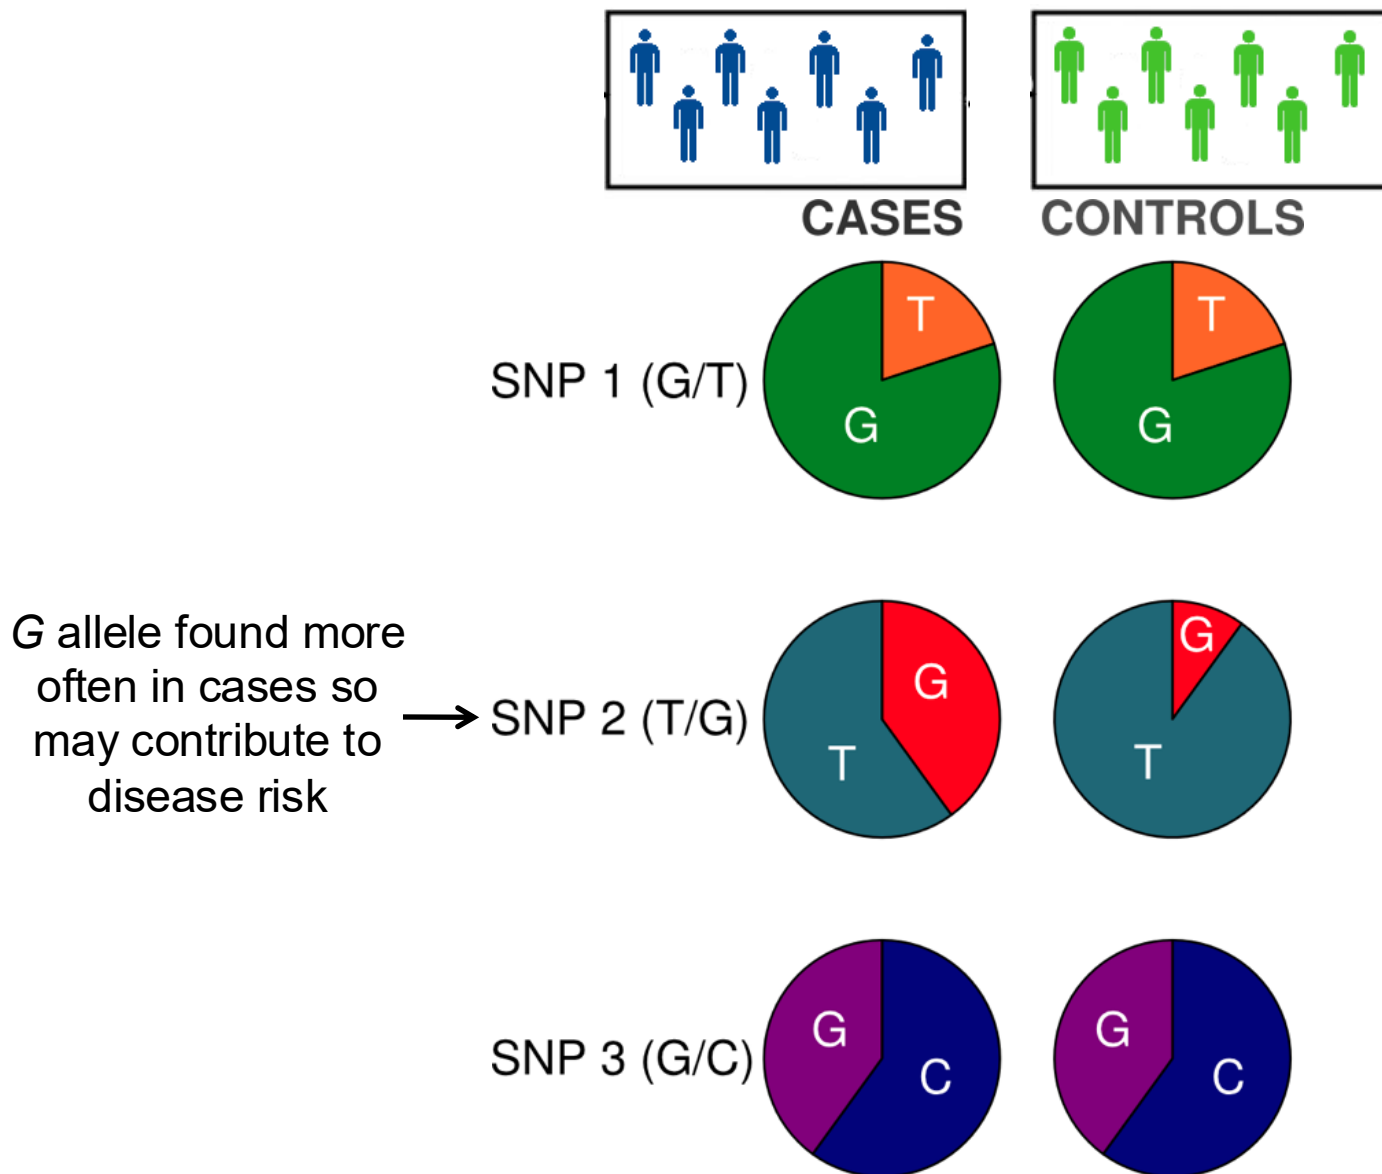 CASES CONTROLS
SNP 1 (G/T)
T
G
T
G
G allele found more
often in cases so
may contribute to
disease risk
SNP 2 (T/G)
G
T
G
T
SNP 3 (G/C)
G
C
G
C